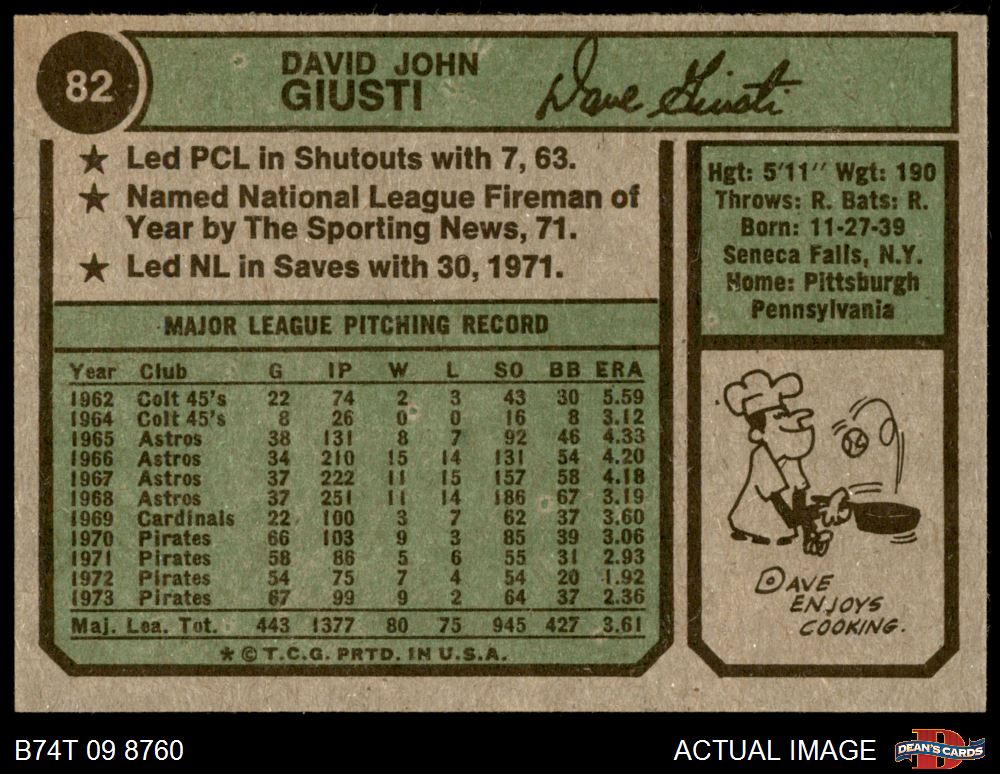 82
DAVID JOHN
GIUSTI
Dave Giusti
★ Led PCL in Shutouts with 7, 63.
★ Named National League Fireman of
Year by The Sporting News, 71.
★ Led NL in Saves with 30, 1971.
Hgt: 5'11'' Wgt: 190
Throws: R. Bats: R.
Born: 11-27-39
Seneca Falls, N.Y.
Home: Pittsburgh
Pennsylvania
MAJOR LEAGUE PITCHING RECORD
Year Club G IP W L SO BB ERA
1962 Colt 45's 22 74 2 3 43 30 5.59
1964 Colt 45's 8 26 0 0 16 8 3.12
1965 Astros 38 131 8 7 92 46 4.33
1966 Astros 34 210 15 14 131 54 4.20
1967 Astros 37 222 11 15 157 58 4.18
1968 Astros 37 251 11 14 186 67 3.19
1969 Cardinals 22 100 3 7 62 37 3.60
1970 Pirates 66 103 9 3 85 39 3.06
1971 Pirates 58 86 5 6 55 31 2.93
1972 Pirates 54 75 7 4 54 20 1.92
1973 Pirates 67 99 9 2 64 37 2.36
Maj. Lea. Tot. 443 1377 80 75 945 427 3.61
★ © T.C.G. PRTD. IN U.S.A.
DAVE
ENJOYS
COOKING.
B74T 09 8760
ACTUAL IMAGE
DEAN'S CARDS